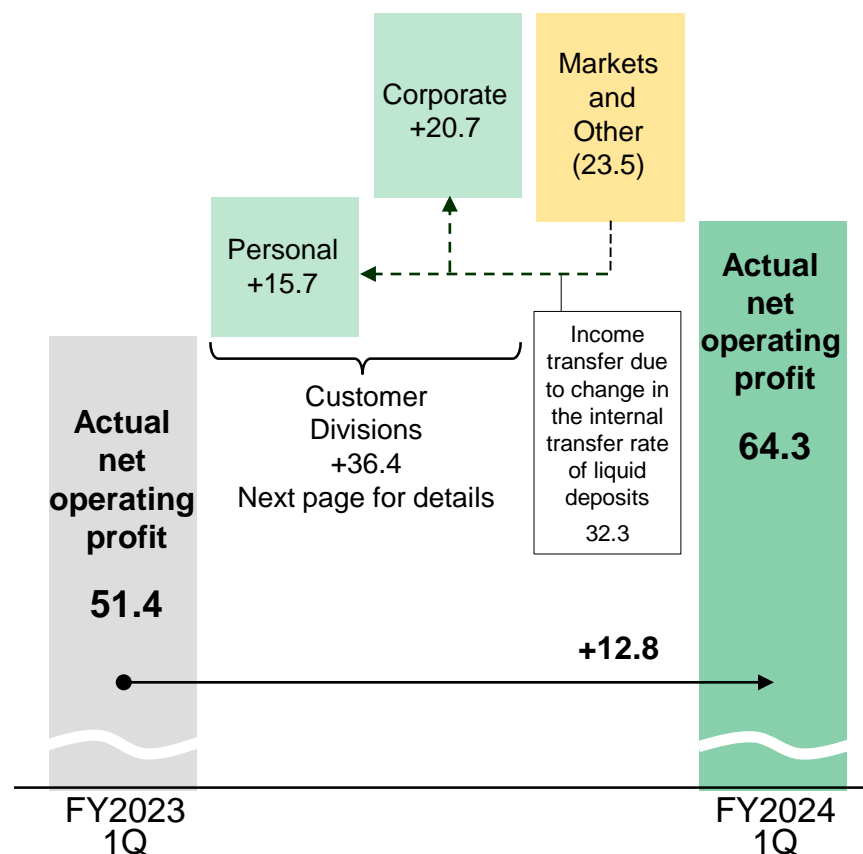 Corporate
+20.7
Markets
and
Other
(23.5)
Personal
+15.7
Actual
net
operating
profit
64.3
Income
transfer due
to change in
the internal
transfer rate
of liquid
deposits
32.3
Customer
Divisions
+36.4
Next page for details
Actual
net
operating
profit
51.4
+12.8
FY2023
1Q
FY2024
1Q